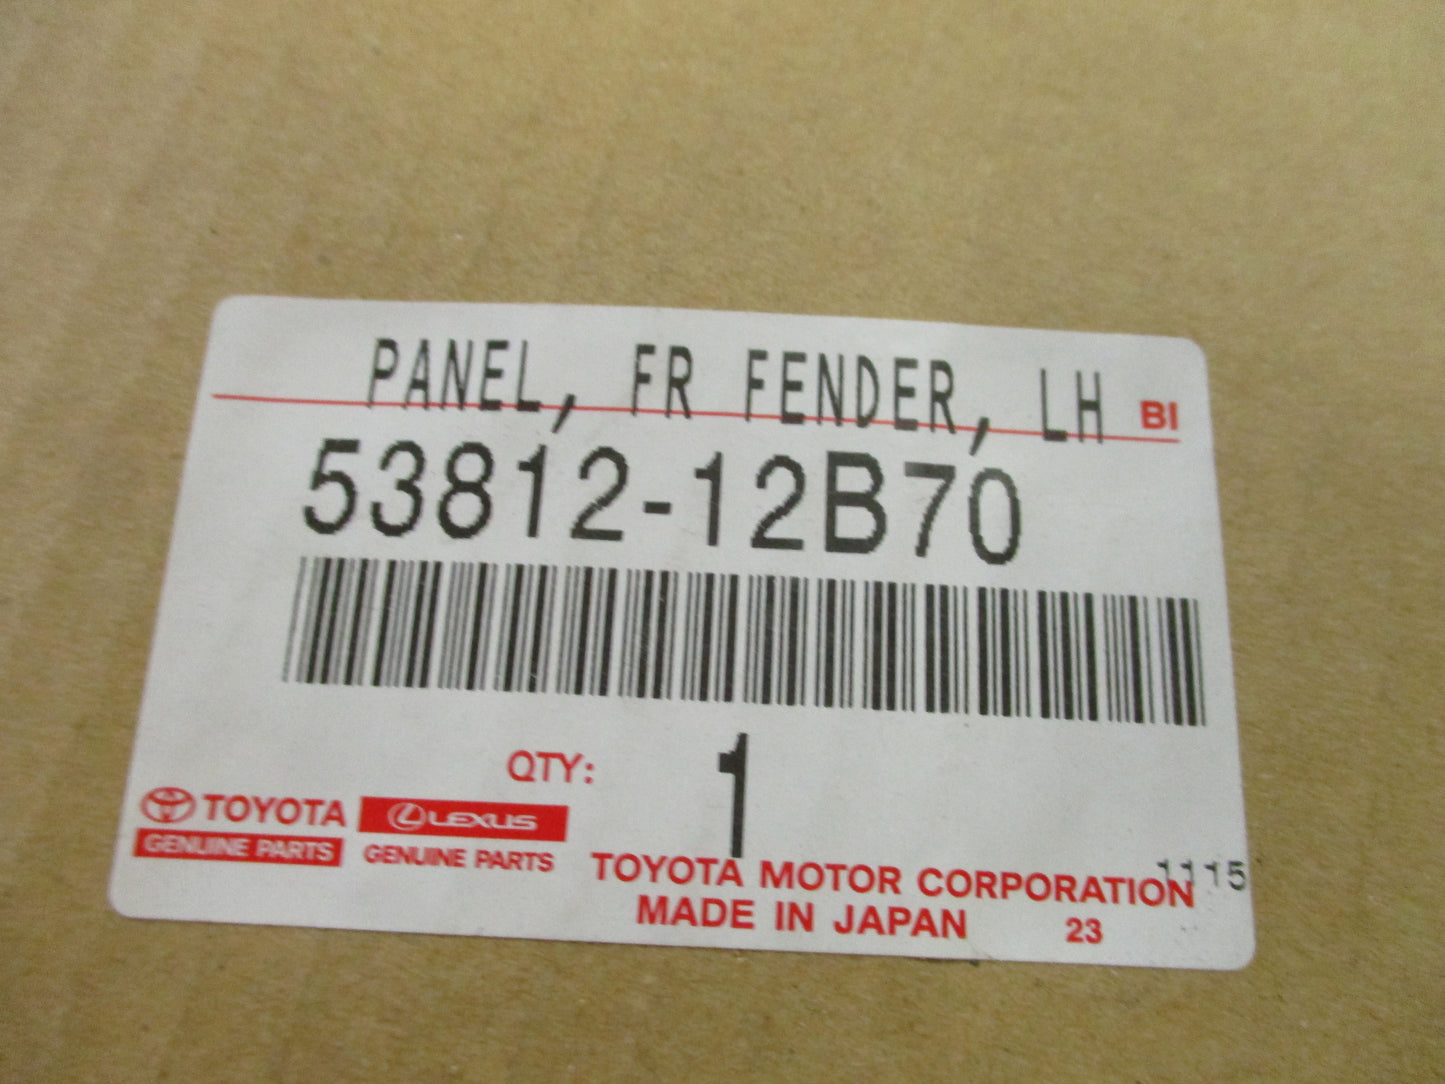 PANEL, FR FENDER, LH BI
53812-12B70
QTY: 1
TOYOTA LEXUS
GENUINE PARTS GENUINE PARTS
1115
TOYOTA MOTOR CORPORATION
MADE IN JAPAN 23